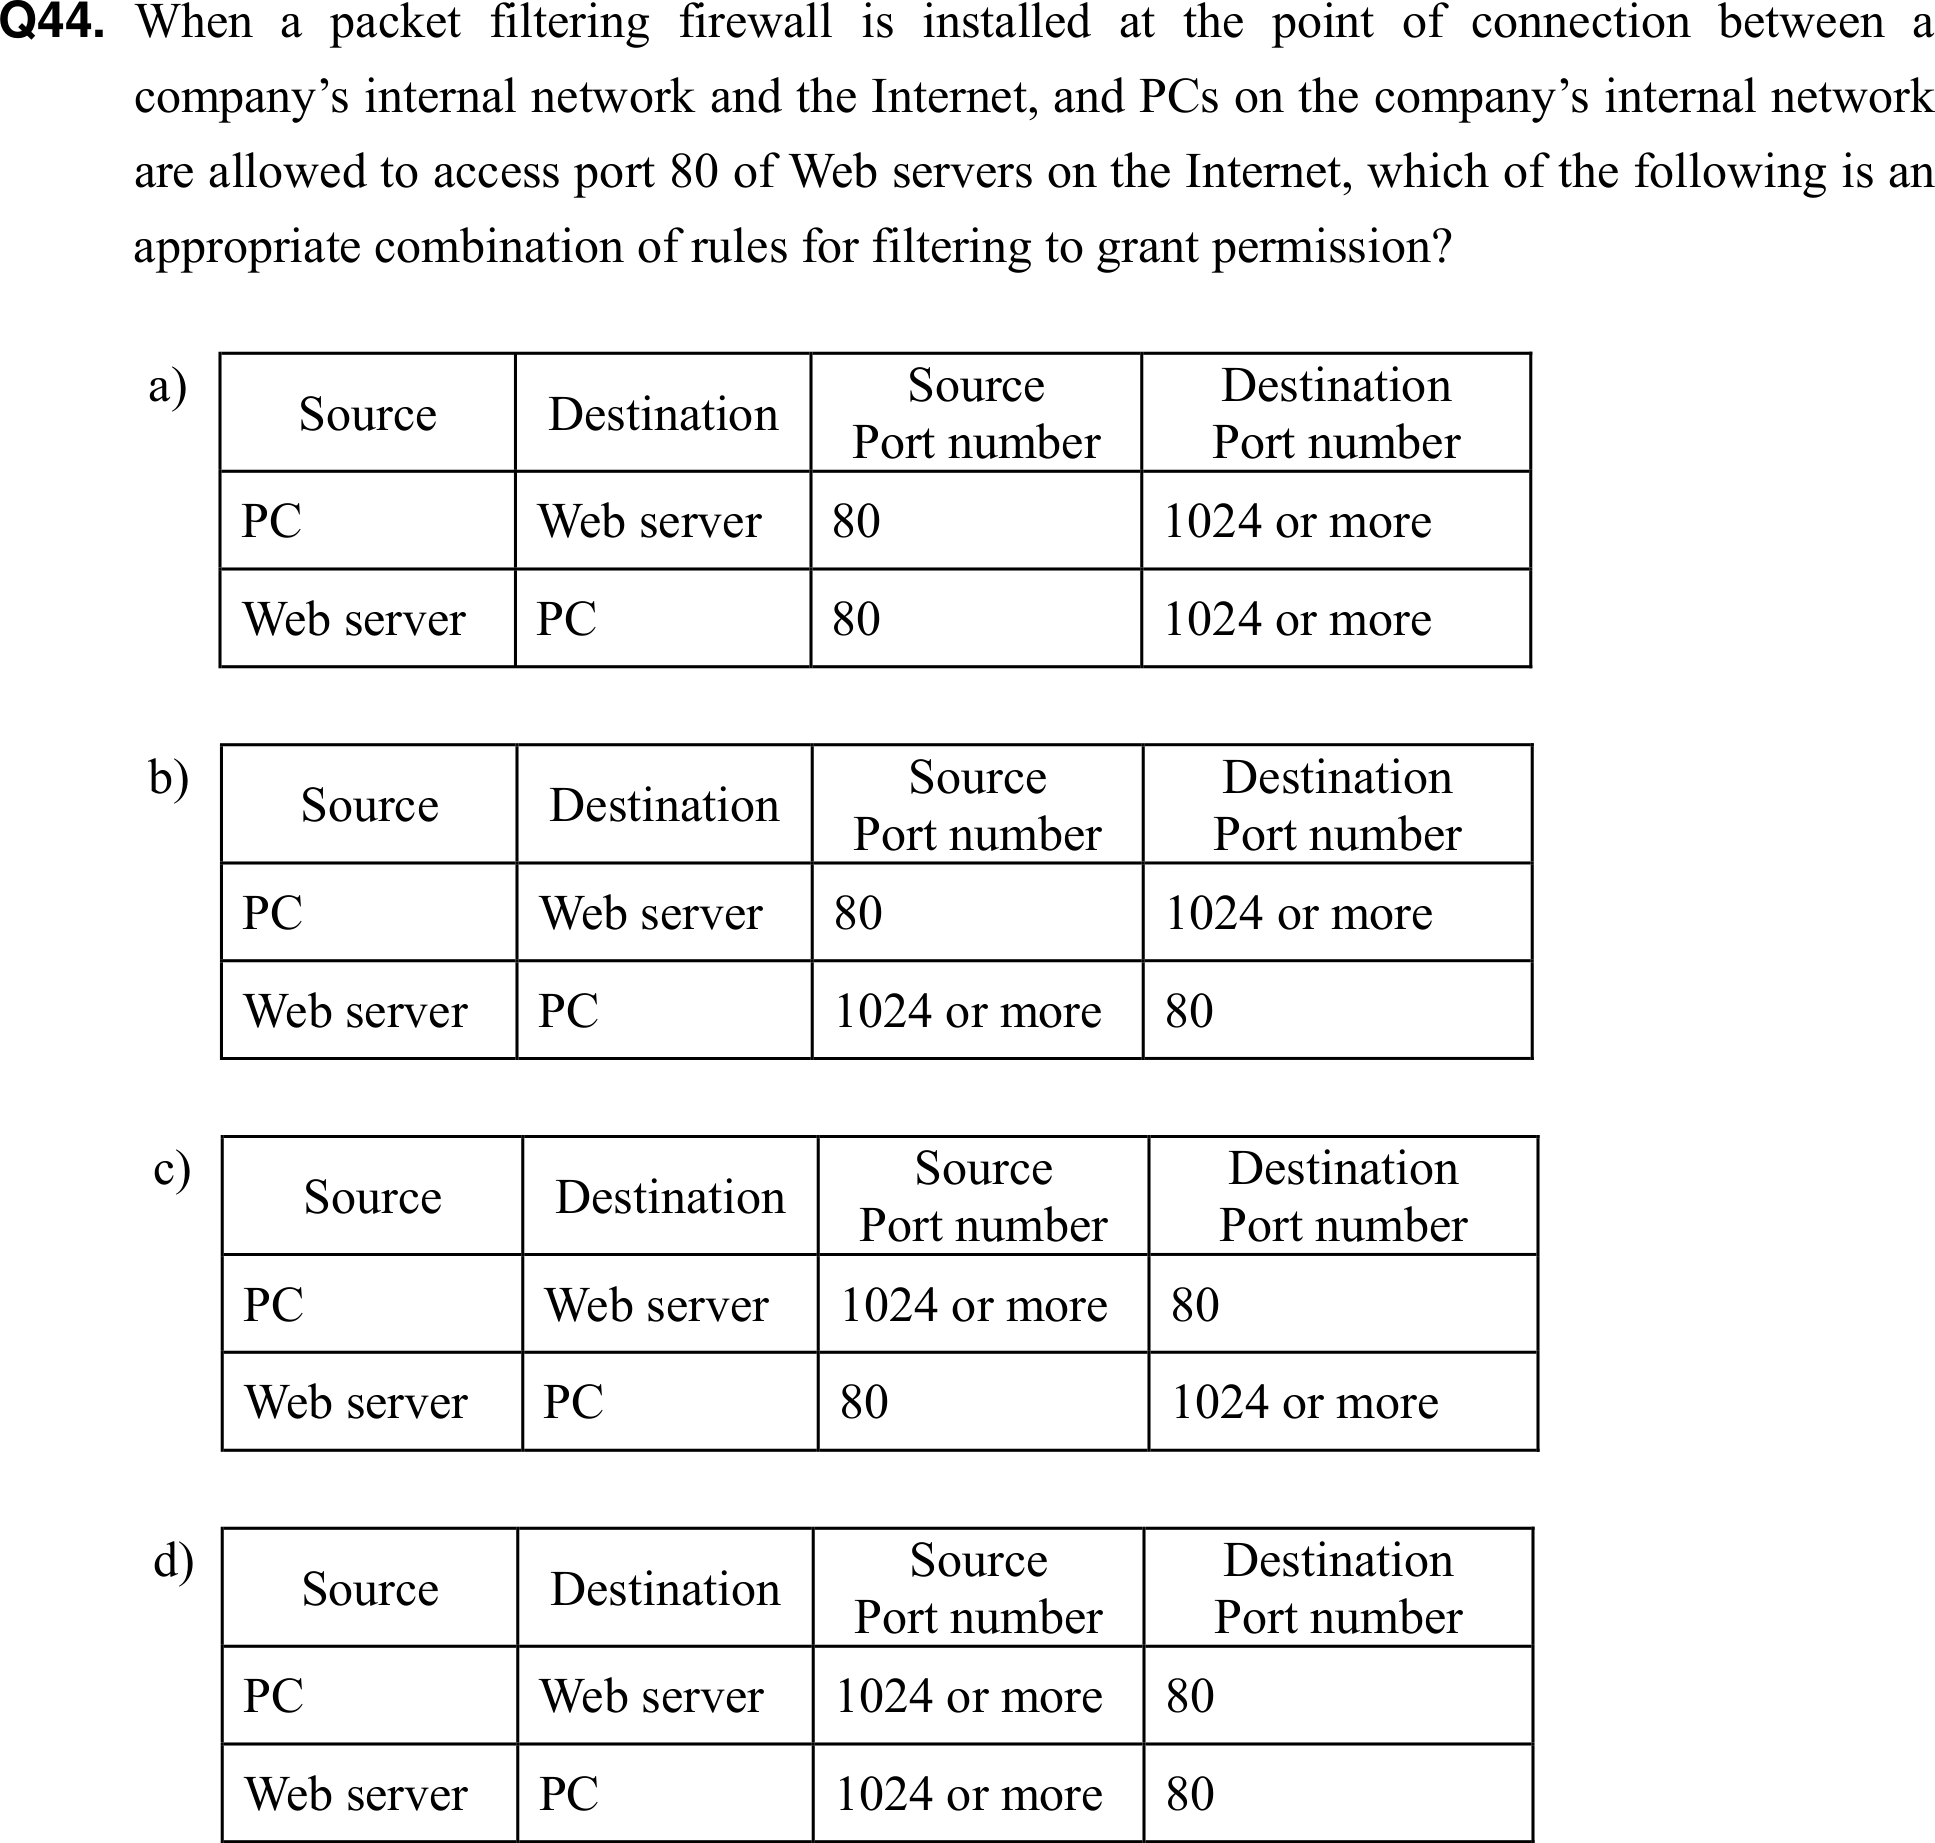 Q44. When a packet filtering firewall is installed at the point of connection between a
company’s internal network and the Internet, and PCs on the company’s internal network
are allowed to access port 80 of Web servers on the Internet, which of the following is an
appropriate combination of rules for filtering to grant permission?
a)
Source Destination Source Port number Destination Port number
PC Web server 80 1024 or more
Web server PC 80 1024 or more
b)
Source Destination Source Port number Destination Port number
PC Web server 80 1024 or more
Web server PC 1024 or more 80
c)
Source Destination Source Port number Destination Port number
PC Web server 1024 or more 80
Web server PC 80 1024 or more
d)
Source Destination Source Port number Destination Port number
PC Web server 1024 or more 80
Web server PC 1024 or more 80